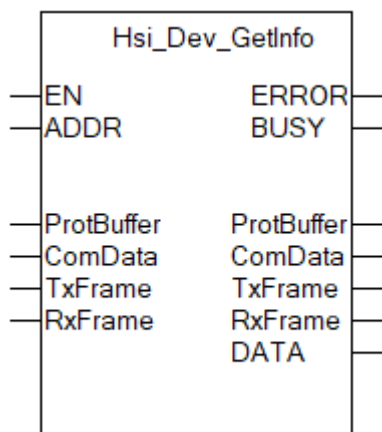 Hsi_Dev_GetInfo
EN ERROR
ADDR BUSY
ProtBuffer ProtBuffer
ComData ComData
TxFrame TxFrame
RxFrame RxFrame
DATA